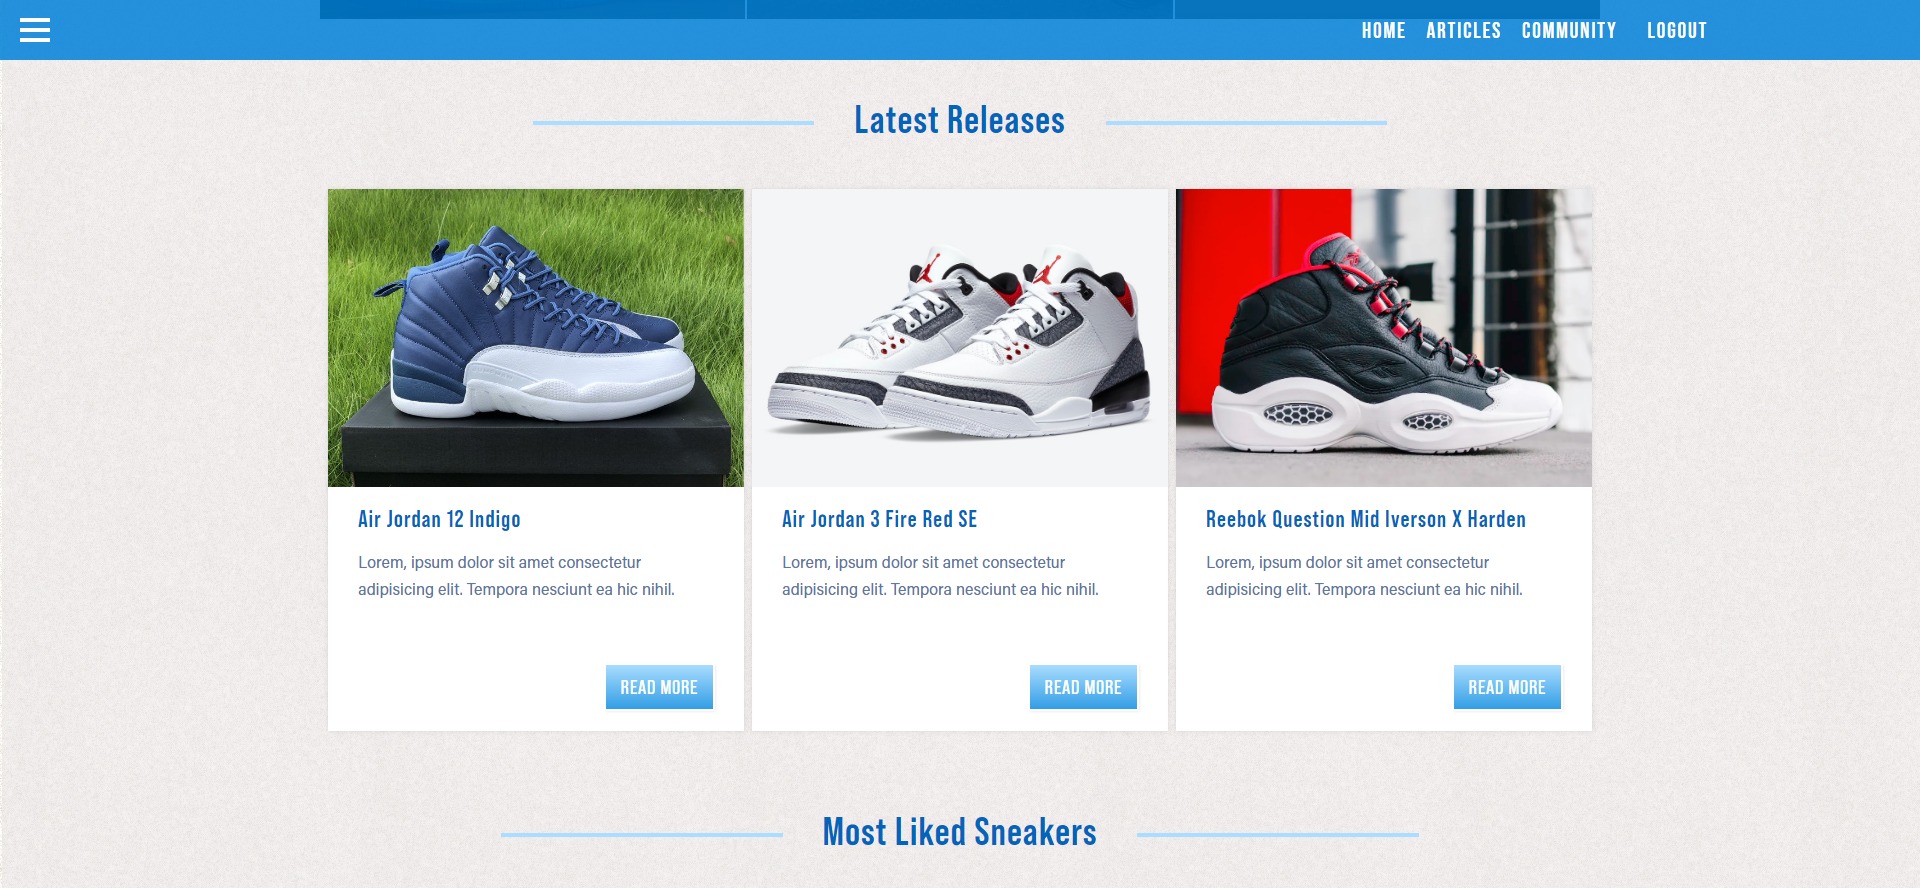 HOME ARTICLES COMMUNITY LOGOUT
Latest Releases
Air Jordan 12 Indigo
Lorem, ipsum dolor sit amet consectetur
adipisicing elit. Tempora nesciunt ea hic nihil.
READ MORE
Air Jordan 3 Fire Red SE
Lorem, ipsum dolor sit amet consectetur
adipisicing elit. Tempora nesciunt ea hic nihil.
READ MORE
Reebok Question Mid Iverson X Harden
Lorem, ipsum dolor sit amet consectetur
adipisicing elit. Tempora nesciunt ea hic nihil.
READ MORE
Most Liked Sneakers